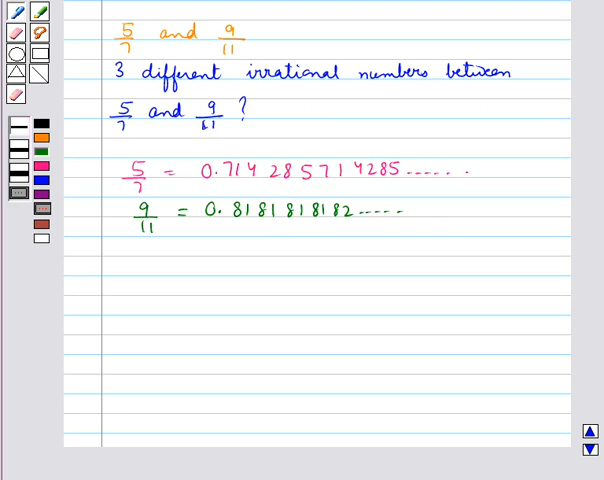 5/7 and 9/11
3 different irrational numbers between
5/7 and 9/11 ?
5/7 = 0.714285714285......
9/11 = 0.8181818182.....